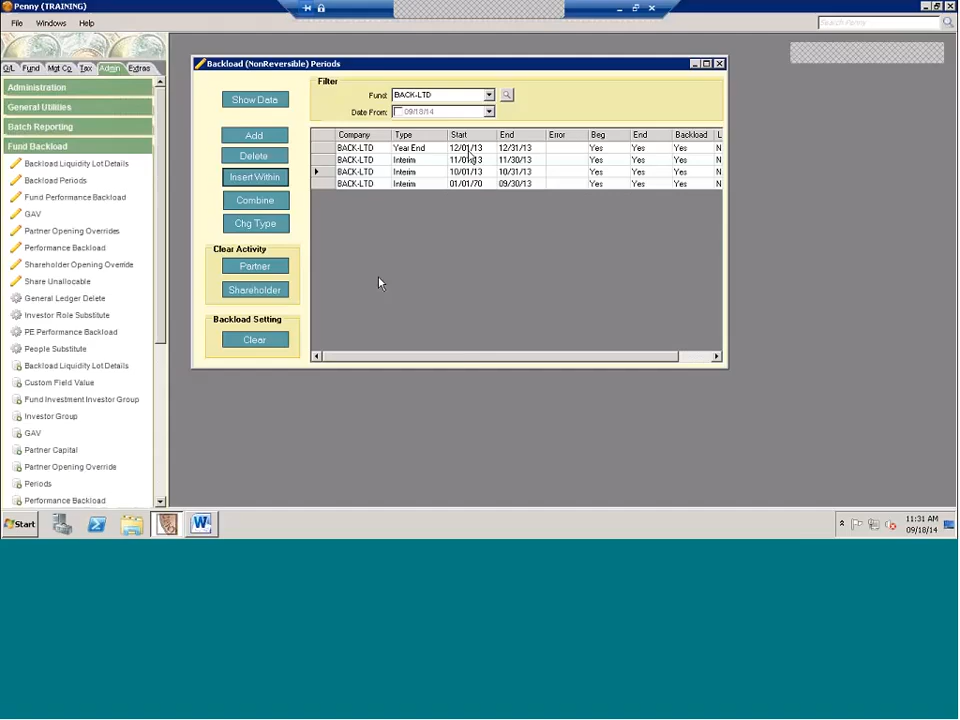 Penny (TRAINING)
File Windows Help
Search Penny
G/L Fund Mgt Co Tax Admin Extras
Administration
General Utilities
Batch Reporting
Fund Backload
Backload Liquidity Lot Details
Backload Periods
Fund Performance Backload
GAV
Partner Opening Overrides
Performance Backload
Shareholder Opening Override
Share Unallocable
General Ledger Delete
Investor Role Substitute
PE Performance Backload
People Substitute
Backload Liquidity Lot Details
Custom Field Value
Fund Investment Investor Group
Investor Group
GAV
Partner Capital
Partner Opening Override
Periods
Performance Backload
Backload (NonReversible) Periods
Show Data
Add
Delete
Insert Within
Combine
Chg Type
Clear Activity
Partner
Shareholder
Backload Setting
Clear
Filter
Fund: BACK-LTD
Date From: 09/18/14
Company Type Start End Error Beg End Backload L
BACK-LTD Year End 12/01/13 12/31/13 Yes Yes Yes N
BACK-LTD Interim 11/01/13 11/30/13 Yes Yes Yes N
BACK-LTD Interim 10/01/13 10/31/13 Yes Yes Yes N
BACK-LTD Interim 01/01/70 09/30/13 Yes Yes Yes N
Start
11:31 AM
09/18/14